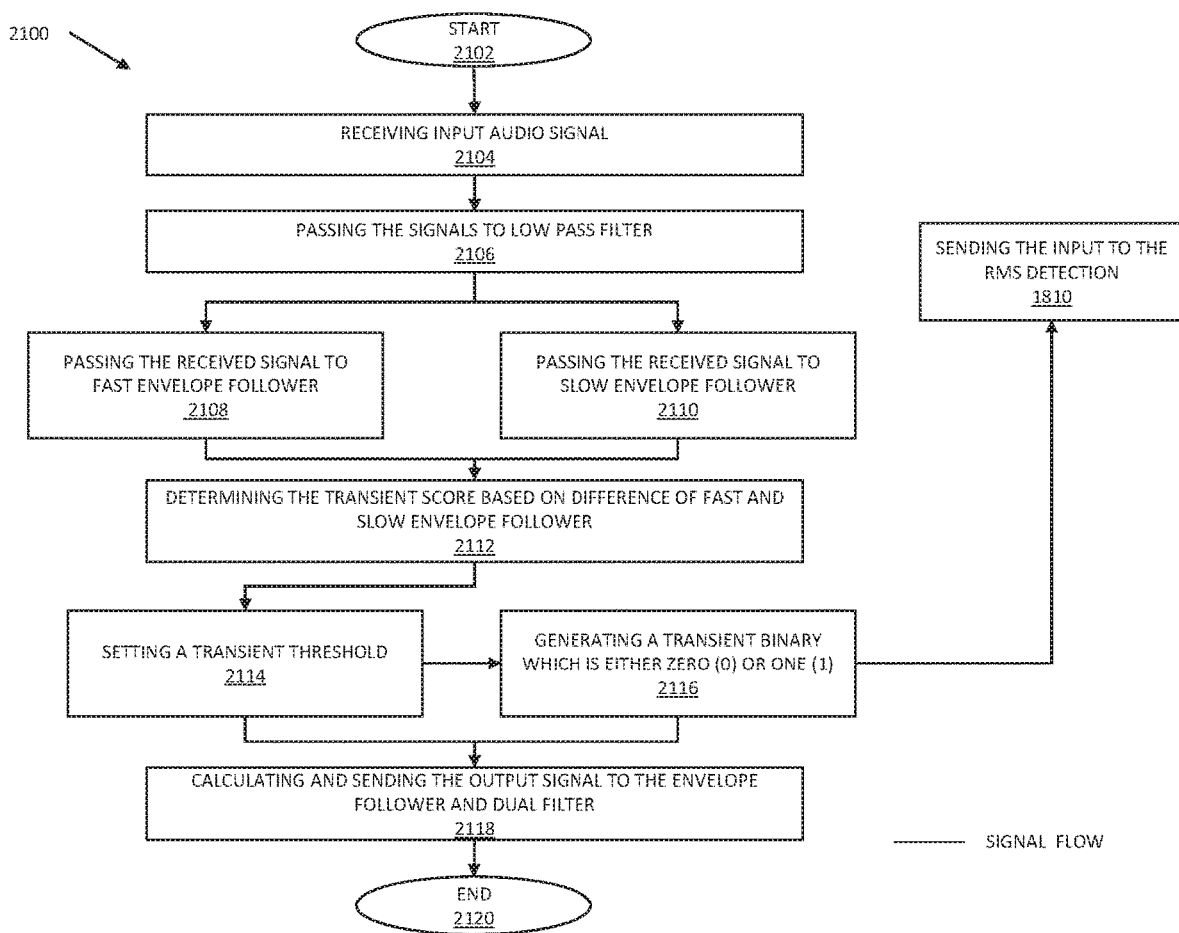 2100
START
2102
RECEIVING INPUT AUDIO SIGNAL
2104
PASSING THE SIGNALS TO LOW PASS FILTER
2106
SENDING THE INPUT TO THE
RMS DETECTION
1810
PASSING THE RECEIVED SIGNAL TO
FAST ENVELOPE FOLLOWER
2108
PASSING THE RECEIVED SIGNAL TO
SLOW ENVELOPE FOLLOWER
2110
DETERMINING THE TRANSIENT SCORE BASED ON DIFFERENCE OF FAST AND
SLOW ENVELOPE FOLLOWER
2112
SETTING A TRANSIENT THRESHOLD
2114
GENERATING A TRANSIENT BINARY
WHICH IS EITHER ZERO (0) OR ONE (1)
2116
CALCULATING AND SENDING THE OUTPUT SIGNAL TO THE ENVELOPE
FOLLOWER AND DUAL FILTER
2118
SIGNAL FLOW
END
2120